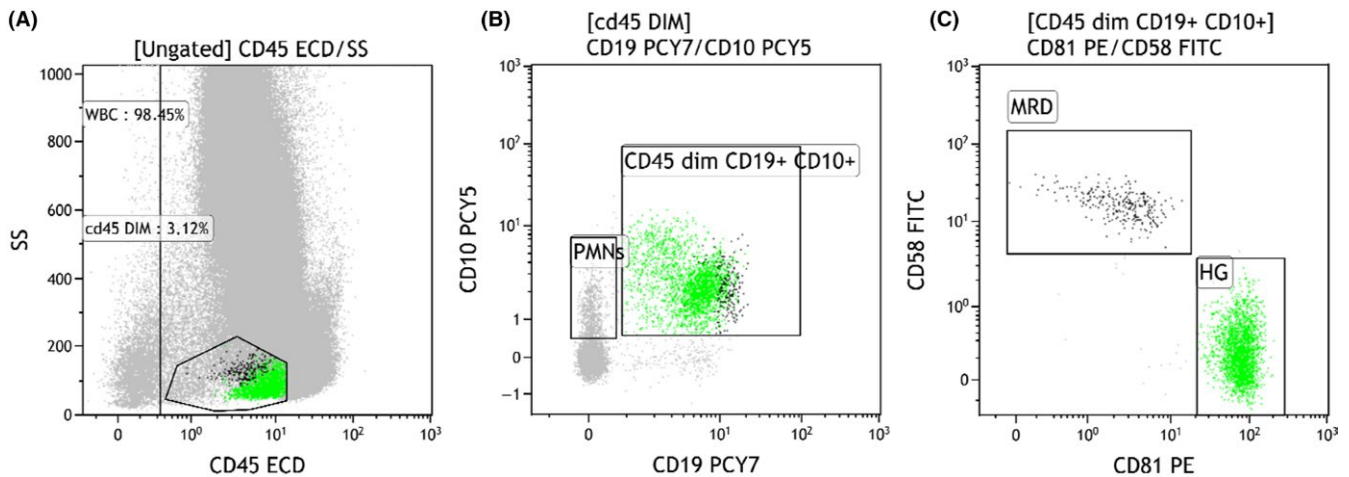 (A)
[Ungated] CD45 ECD/SS
1000
800
600
400
200
0
SS
WBC : 98.45%
cd45 DIM : 3.12%
0 10⁰ 10¹ 10² 10³
CD45 ECD
(B)
[cd45 DIM]
CD19 PCY7/CD10 PCY5
10³
10²
10¹
1
0
−1
CD10 PCY5
CD45 dim CD19+ CD10+
PMNs
0 10¹ 10² 10³
CD19 PCY7
(C)
[CD45 dim CD19+ CD10+]
CD81 PE/CD58 FITC
10³
10²
10¹
10⁰
0
CD58 FITC
MRD
HG
0 10⁰ 10¹ 10² 10³
CD81 PE